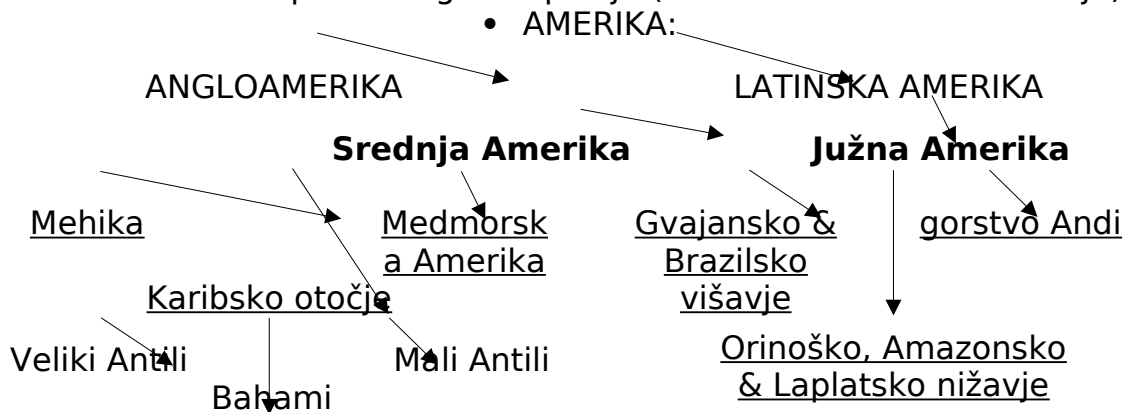 • AMERIKA:
ANGLOAMERIKA LATINSKA AMERIKA
Srednja Amerika Južna Amerika
Mehika Medmorsk Gvajansko & gorstvo Andi
a Amerika Brazilsko
Karibsko otočje višavje
Veliki Antili Mali Antili Orinoško, Amazonsko
Bahami & Laplatsko nižavje